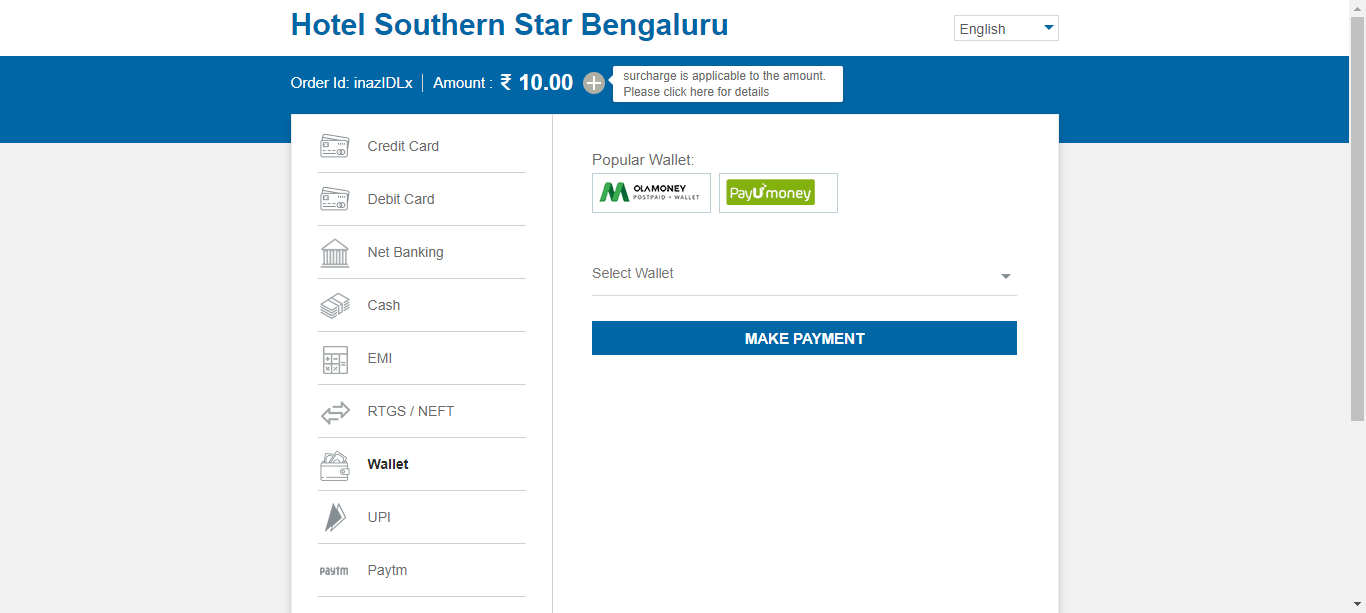 Hotel Southern Star Bengaluru
English
Order Id: inazIDLx | Amount : ₹ 10.00
surcharge is applicable to the amount.
Please click here for details
Credit Card
Debit Card
Net Banking
Cash
EMI
RTGS / NEFT
Wallet
UPI
paytm Paytm
Popular Wallet:
OLAMONEY
POSTPAID + WALLET
PayUmoney
Select Wallet
MAKE PAYMENT